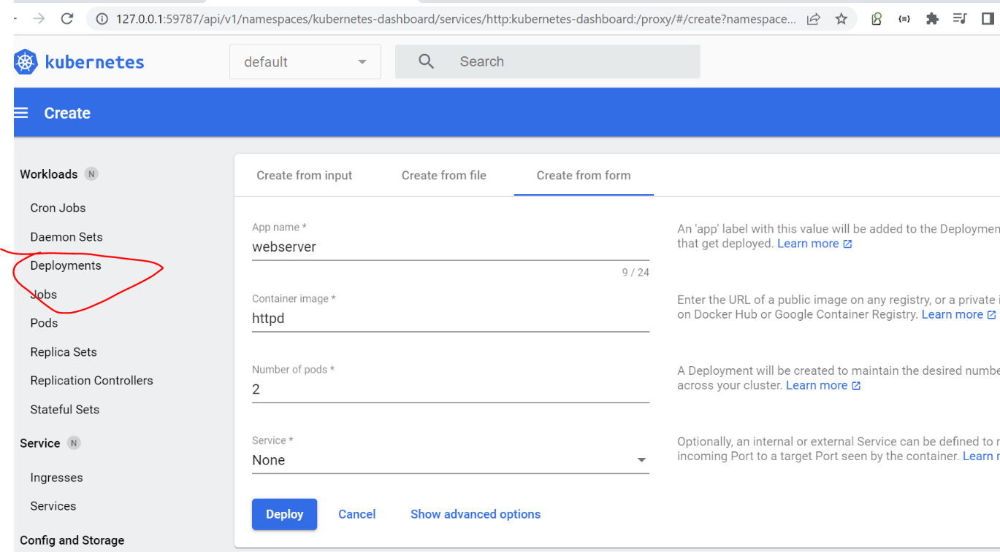 127.0.0.1:59787/api/v1/namespaces/kubernetes-dashboard/services/http:kubernetes-dashboard:/proxy/#/create?namespace...
kubernetes
default
Search
Create
Workloads N
Cron Jobs
Daemon Sets
Deployments
Jobs
Pods
Replica Sets
Replication Controllers
Stateful Sets
Service N
Ingresses
Services
Config and Storage
Create from input
Create from file
Create from form
App name *
webserver
9 / 24
An 'app' label with this value will be added to the Deploymen
that get deployed. Learn more
Container image *
httpd
Enter the URL of a public image on any registry, or a private i
on Docker Hub or Google Container Registry. Learn more
Number of pods *
2
A Deployment will be created to maintain the desired numbe
across your cluster. Learn more
Service *
None
Optionally, an internal or external Service can be defined to
incoming Port to a target Port seen by the container. Learn
Deploy
Cancel
Show advanced options